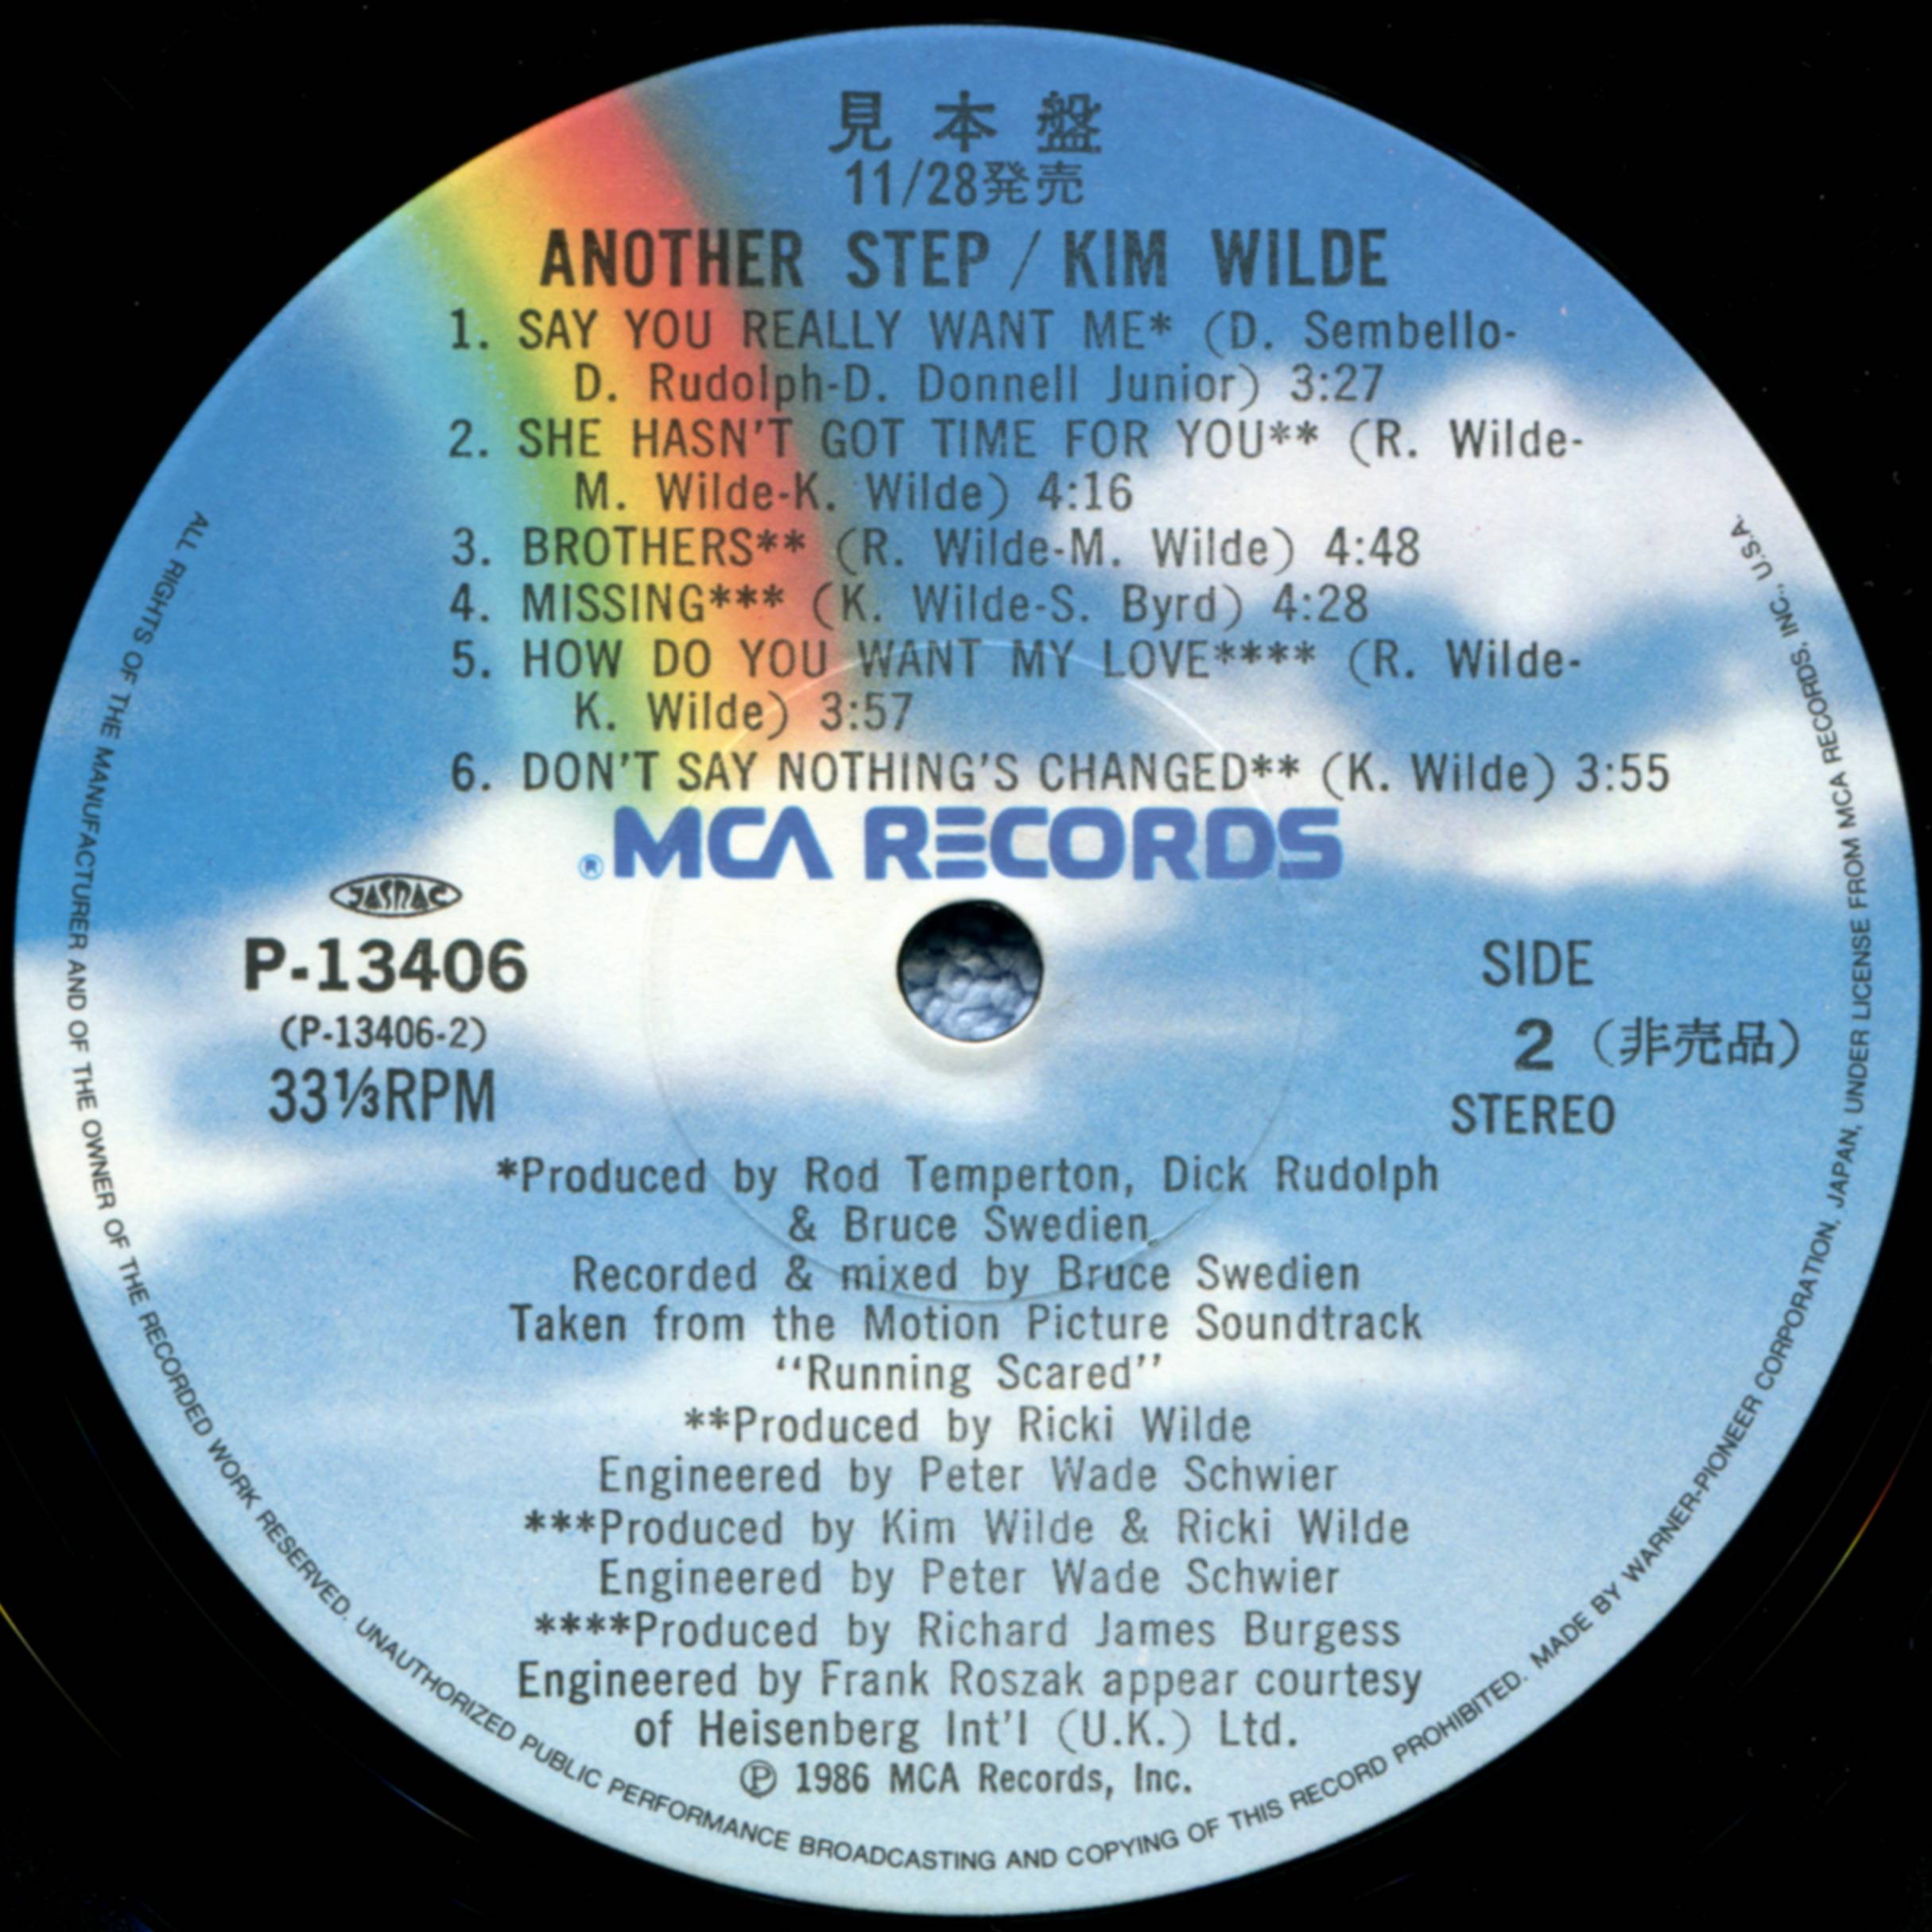 見本盤
11/28発売
ANOTHER STEP / KIM WILDE
1. SAY YOU REALLY WANT ME* (D. Sembello-
D. Rudolph-D. Donnell Junior) 3:27
2. SHE HASN'T GOT TIME FOR YOU** (R. Wilde-
M. Wilde-K. Wilde) 4:16
3. BROTHERS** (R. Wilde-M. Wilde) 4:48
4. MISSING*** (K. Wilde-S. Byrd) 4:28
5. HOW DO YOU WANT MY LOVE**** (R. Wilde-
K. Wilde) 3:57
6. DON'T SAY NOTHING'S CHANGED** (K. Wilde) 3:55
® MCA RECORDS
JASRAC
P-13406
(P-13406-2)
33⅓RPM
SIDE
2 (非売品)
STEREO
*Produced by Rod Temperton, Dick Rudolph
& Bruce Swedien
Recorded & mixed by Bruce Swedien
Taken from the Motion Picture Soundtrack
"Running Scared"
**Produced by Ricki Wilde
Engineered by Peter Wade Schwier
***Produced by Kim Wilde & Ricki Wilde
Engineered by Peter Wade Schwier
****Produced by Richard James Burgess
Engineered by Frank Roszak appear courtesy
of Heisenberg Int'l (U.K.) Ltd.
Ⓟ 1986 MCA Records, Inc.
ALL RIGHTS OF THE MANUFACTURER AND OF THE OWNER OF THE RECORDED WORK RESERVED. UNAUTHORIZED PUBLIC PERFORMANCE BROADCASTING AND COPYING OF THIS RECORD PROHIBITED. MADE BY WARNER-PIONEER CORPORATION, JAPAN, UNDER LICENSE FROM MCA RECORDS, INC., U.S.A.